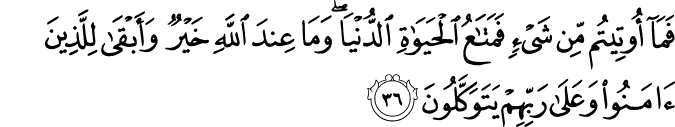 فَمَآ أُوتِيتُم مِّن شَىْءٍ فَمَتَـٰعُ ٱلْحَيَوٰةِ ٱلدُّنْيَا ۖ وَمَا عِندَ ٱللَّهِ خَيْرٌ وَأَبْقَىٰ لِلَّذِينَ
ءَامَنُوا۟ وَعَلَىٰ رَبِّهِمْ يَتَوَكَّلُونَ ٣٦